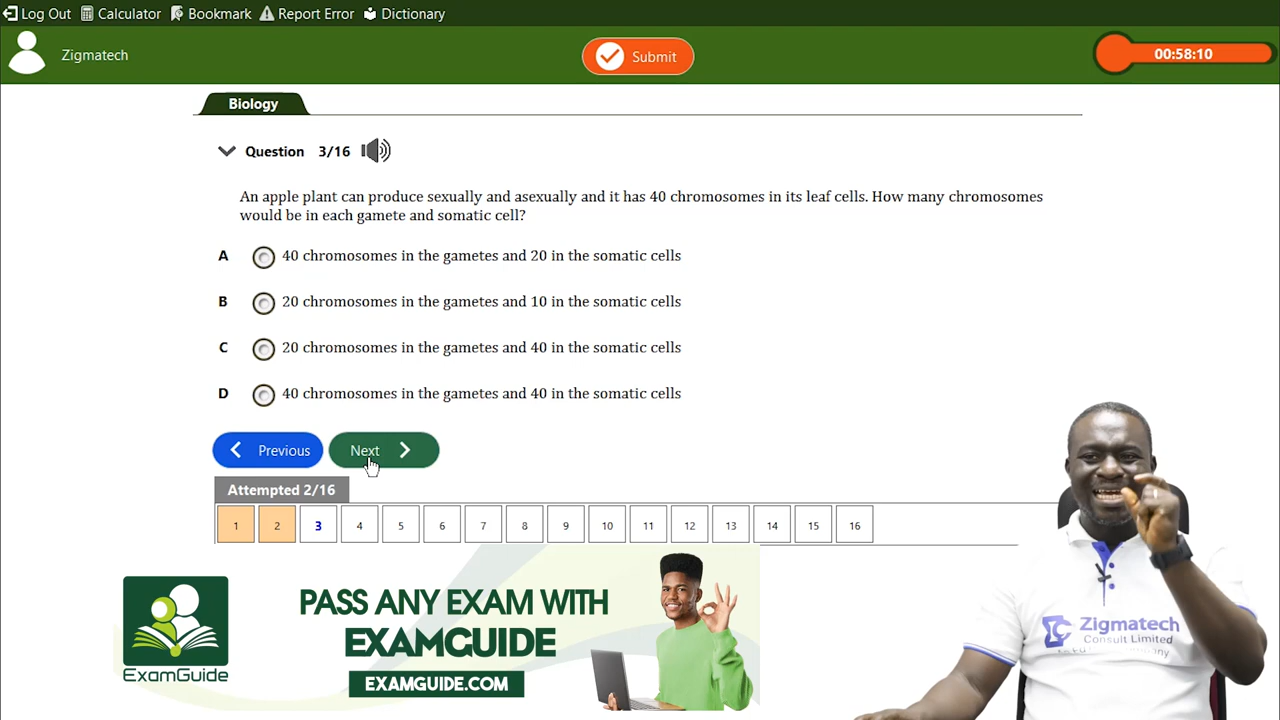 Log Out Calculator Bookmark Report Error Dictionary
Zigmatech
Submit
00:58:10
Biology
Question 3/16
An apple plant can produce sexually and asexually and it has 40 chromosomes in its leaf cells. How many chromosomes
would be in each gamete and somatic cell?
A 40 chromosomes in the gametes and 20 in the somatic cells
B 20 chromosomes in the gametes and 10 in the somatic cells
C 20 chromosomes in the gametes and 40 in the somatic cells
D 40 chromosomes in the gametes and 40 in the somatic cells
Previous Next
Attempted 2/16
1 2 3 4 5 6 7 8 9 10 11 12 13 14 15 16
PASS ANY EXAM WITH
EXAMGUIDE
EXAMGUIDE.COM
ExamGuide
Zigmatech
Consult Limited